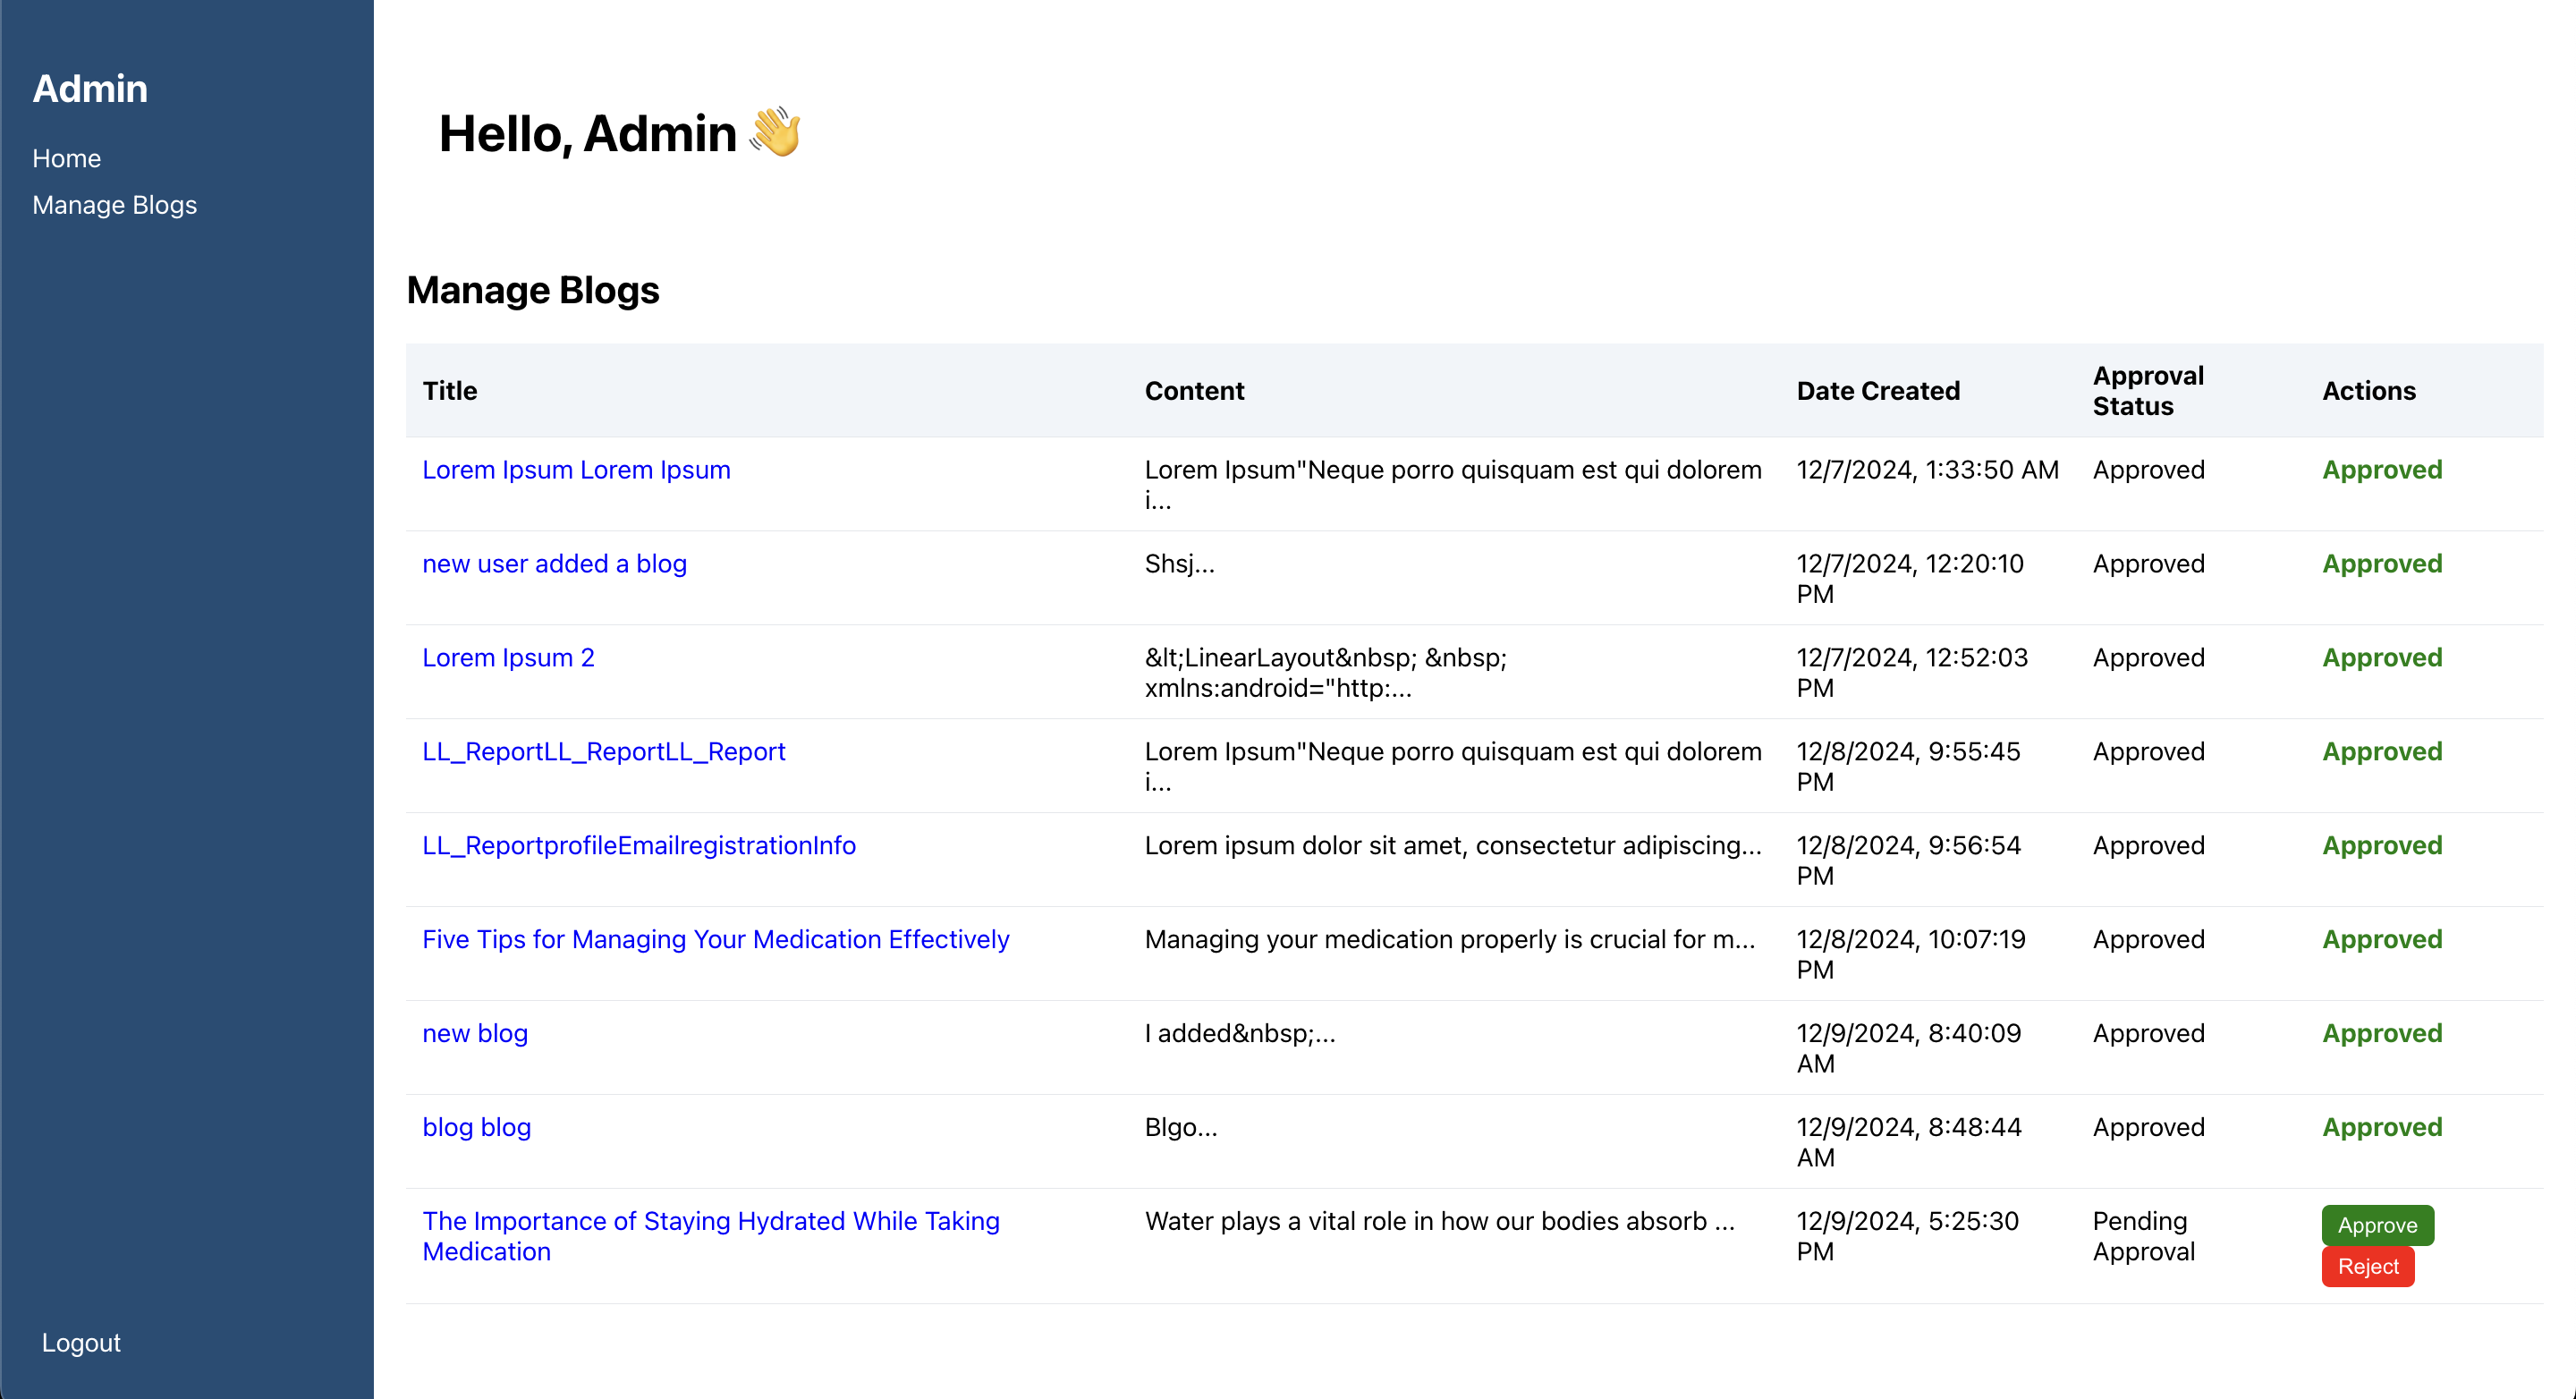 Admin
Home
Manage Blogs
Logout
Hello, Admin 👋
Manage Blogs
Title Content Date Created Approval Status Actions
Lorem Ipsum Lorem Ipsum Lorem Ipsum"Neque porro quisquam est qui dolorem i... 12/7/2024, 1:33:50 AM Approved Approved
new user added a blog Shsj... 12/7/2024, 12:20:10 PM Approved Approved
Lorem Ipsum 2 &lt;LinearLayout&nbsp; &nbsp; xmlns:android="http:... 12/7/2024, 12:52:03 PM Approved Approved
LL_ReportLL_ReportLL_Report Lorem Ipsum"Neque porro quisquam est qui dolorem i... 12/8/2024, 9:55:45 PM Approved Approved
LL_ReportprofileEmailregistrationInfo Lorem ipsum dolor sit amet, consectetur adipiscing... 12/8/2024, 9:56:54 PM Approved Approved
Five Tips for Managing Your Medication Effectively Managing your medication properly is crucial for m... 12/8/2024, 10:07:19 PM Approved Approved
new blog I added&nbsp;... 12/9/2024, 8:40:09 AM Approved Approved
blog blog Blgo... 12/9/2024, 8:48:44 AM Approved Approved
The Importance of Staying Hydrated While Taking Medication Water plays a vital role in how our bodies absorb ... 12/9/2024, 5:25:30 PM Pending Approval Approve Reject